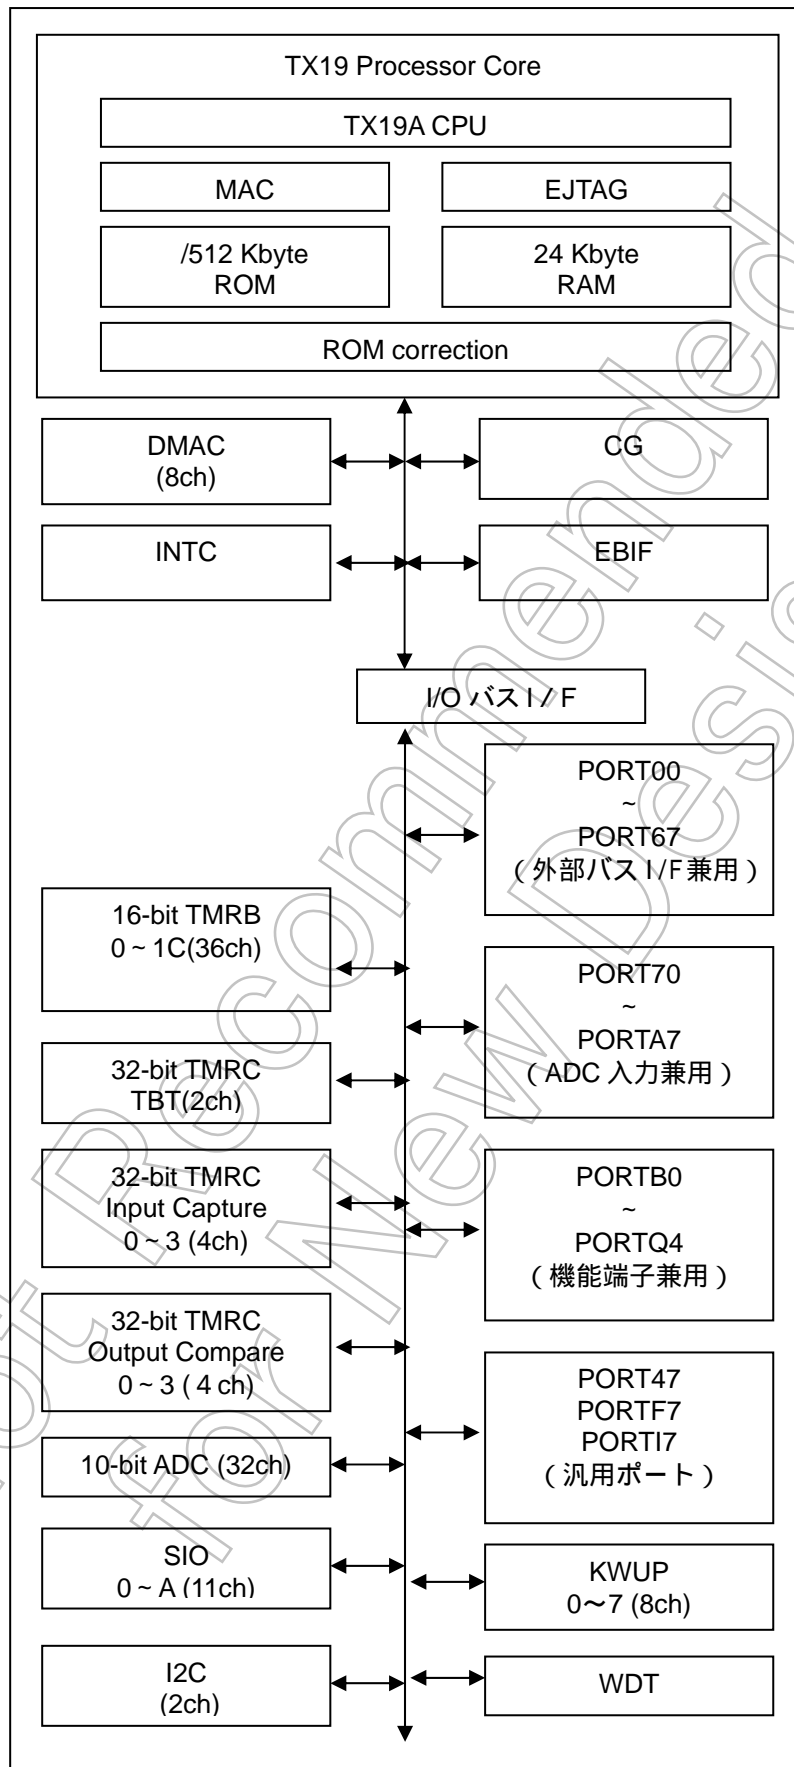 TX19 Processor Core
TX19A CPU
MAC
EJTAG
/512 Kbyte
ROM
24 Kbyte
RAM
ROM correction
DMAC
(8ch)
CG
INTC
EBIF
I/O バス I / F
PORT00
~
PORT67
( 外部バス I/F 兼用 )
16-bit TMRB
0 ~ 1C(36ch)
PORT70
~
PORTA7
( ADC 入力兼用 )
32-bit TMRC
TBT(2ch)
32-bit TMRC
Input Capture
0 ~ 3 (4ch)
PORTB0
~
PORTQ4
( 機能端子兼用 )
32-bit TMRC
Output Compare
0 ~ 3 ( 4 ch)
PORT47
PORTF7
PORTI7
( 汎用ポート )
10-bit ADC (32ch)
SIO
0 ~ A (11ch)
KWUP
0～7 (8ch)
I2C
(2ch)
WDT
Not Recommended
for New Desi